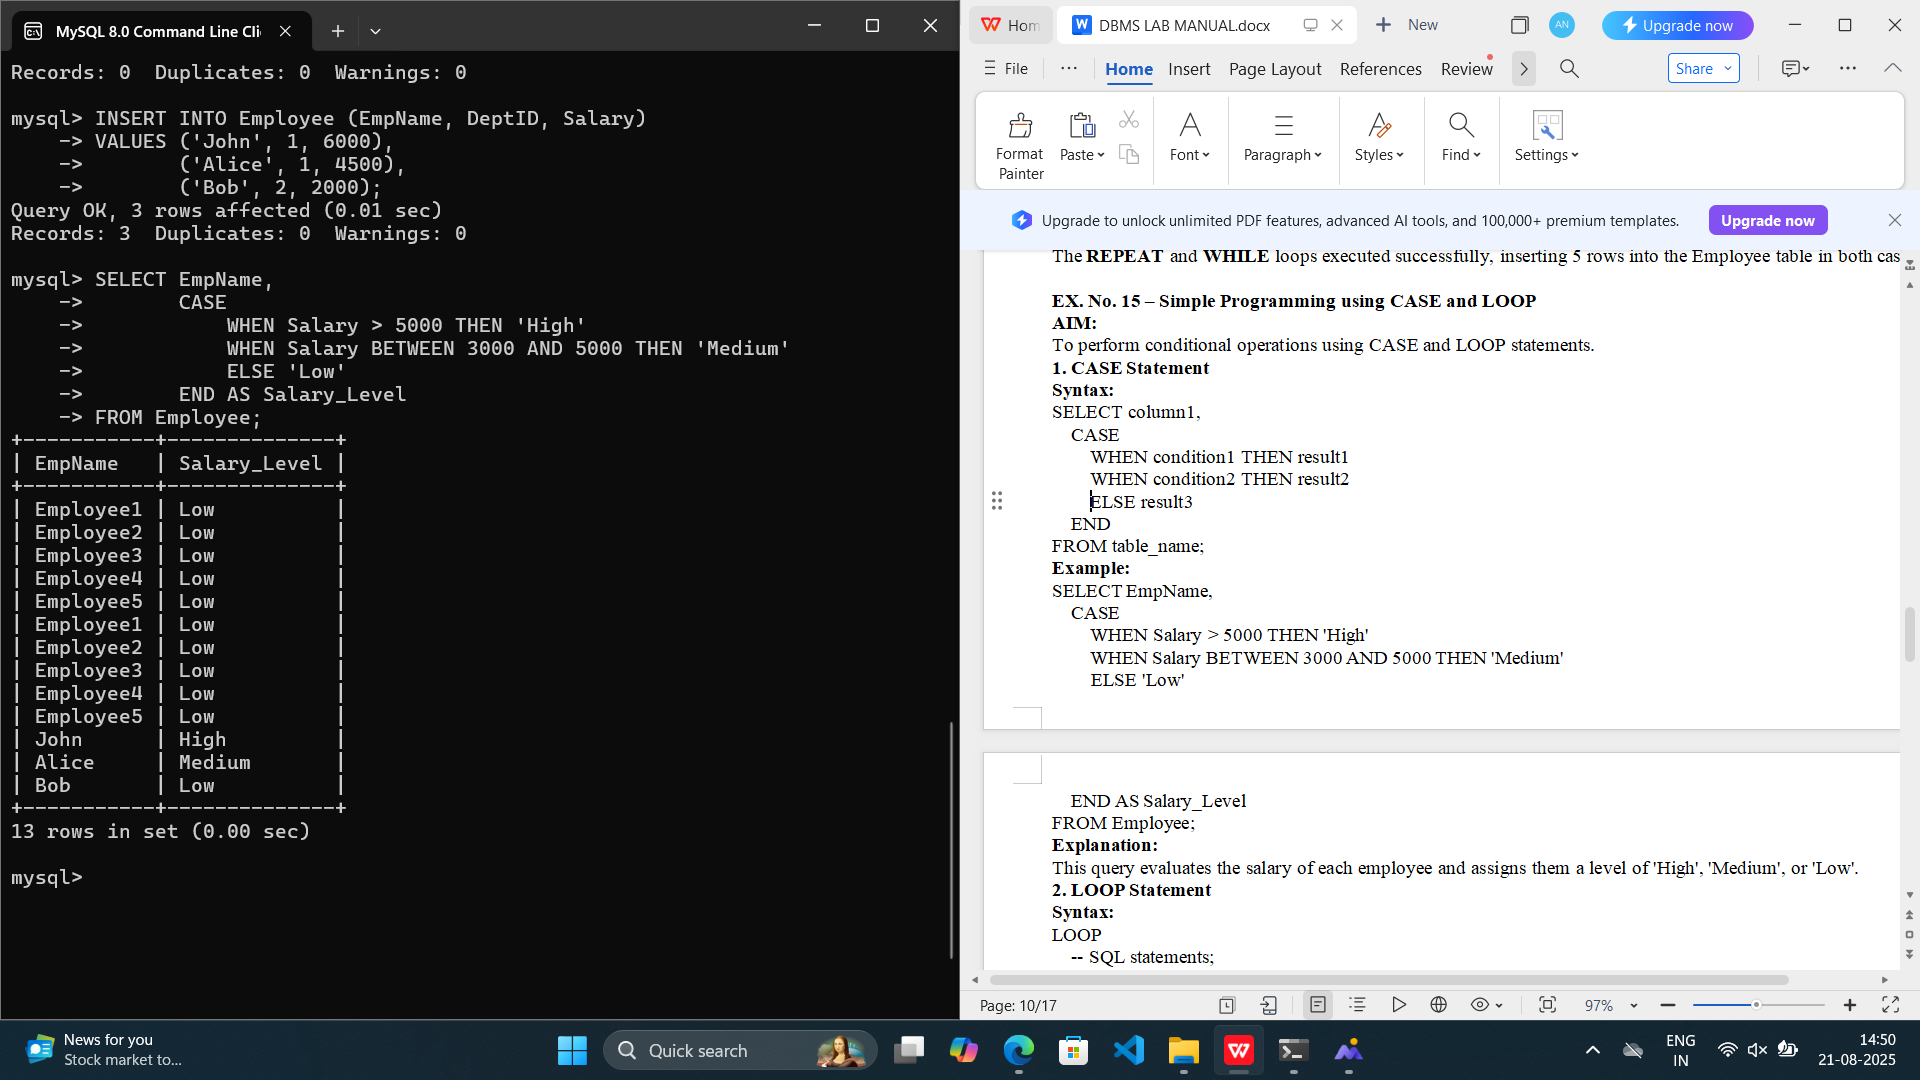 MySQL 8.0 Command Line Cli
Records: 0  Duplicates: 0  Warnings: 0
mysql> INSERT INTO Employee (EmpName, DeptID, Salary)
    -> VALUES ('John', 1, 6000),
    ->        ('Alice', 1, 4500),
    ->        ('Bob', 2, 2000);
Query OK, 3 rows affected (0.01 sec)
Records: 3  Duplicates: 0  Warnings: 0
mysql> SELECT EmpName,
    ->        CASE
    ->            WHEN Salary > 5000 THEN 'High'
    ->            WHEN Salary BETWEEN 3000 AND 5000 THEN 'Medium'
    ->            ELSE 'Low'
    ->        END AS Salary_Level
    -> FROM Employee;
+-----------+--------------+
| EmpName   | Salary_Level |
+-----------+--------------+
| Employee1 | Low          |
| Employee2 | Low          |
| Employee3 | Low          |
| Employee4 | Low          |
| Employee5 | Low          |
| Employee1 | Low          |
| Employee2 | Low          |
| Employee3 | Low          |
| Employee4 | Low          |
| Employee5 | Low          |
| John      | High         |
| Alice     | Medium       |
| Bob       | Low          |
+-----------+--------------+
13 rows in set (0.00 sec)
mysql>
Hom DBMS LAB MANUAL.docx New AN Upgrade now
File Home Insert Page Layout References Review Share
Format Painter Paste Font Paragraph Styles Find Settings
Upgrade to unlock unlimited PDF features, advanced AI tools, and 100,000+ premium templates. Upgrade now
The REPEAT and WHILE loops executed successfully, inserting 5 rows into the Employee table in both cas
EX. No. 15 – Simple Programming using CASE and LOOP
AIM:
To perform conditional operations using CASE and LOOP statements.
1. CASE Statement
Syntax:
SELECT column1,
CASE
WHEN condition1 THEN result1
WHEN condition2 THEN result2
ELSE result3
END
FROM table_name;
Example:
SELECT EmpName,
CASE
WHEN Salary > 5000 THEN 'High'
WHEN Salary BETWEEN 3000 AND 5000 THEN 'Medium'
ELSE 'Low'
END AS Salary_Level
FROM Employee;
Explanation:
This query evaluates the salary of each employee and assigns them a level of 'High', 'Medium', or 'Low'.
2. LOOP Statement
Syntax:
LOOP
-- SQL statements;
Page: 10/17 97%
News for you
Stock market to...
Quick search
ENG
IN
14:50
21-08-2025